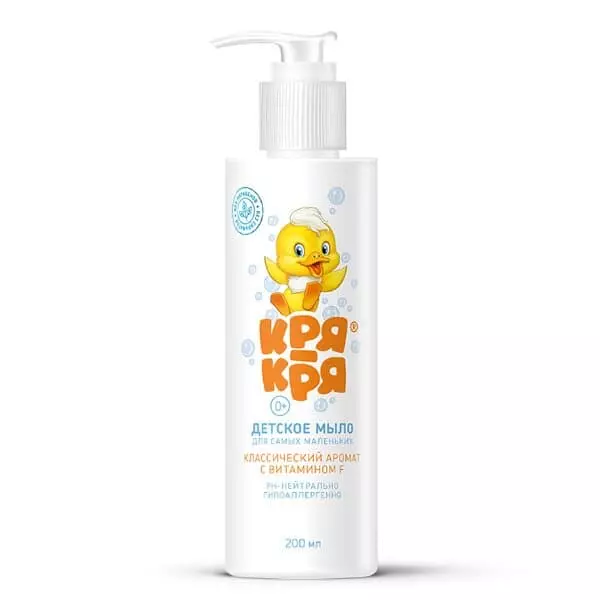 КРЯ®
-КРЯ
0+
ДЕТСКОЕ МЫЛО
ДЛЯ САМЫХ МАЛЕНЬКИХ
КЛАССИЧЕСКИЙ АРОМАТ
С ВИТАМИНОМ F
PH-НЕЙТРАЛЬНО
ГИПОАЛЛЕРГЕННО
200 мл